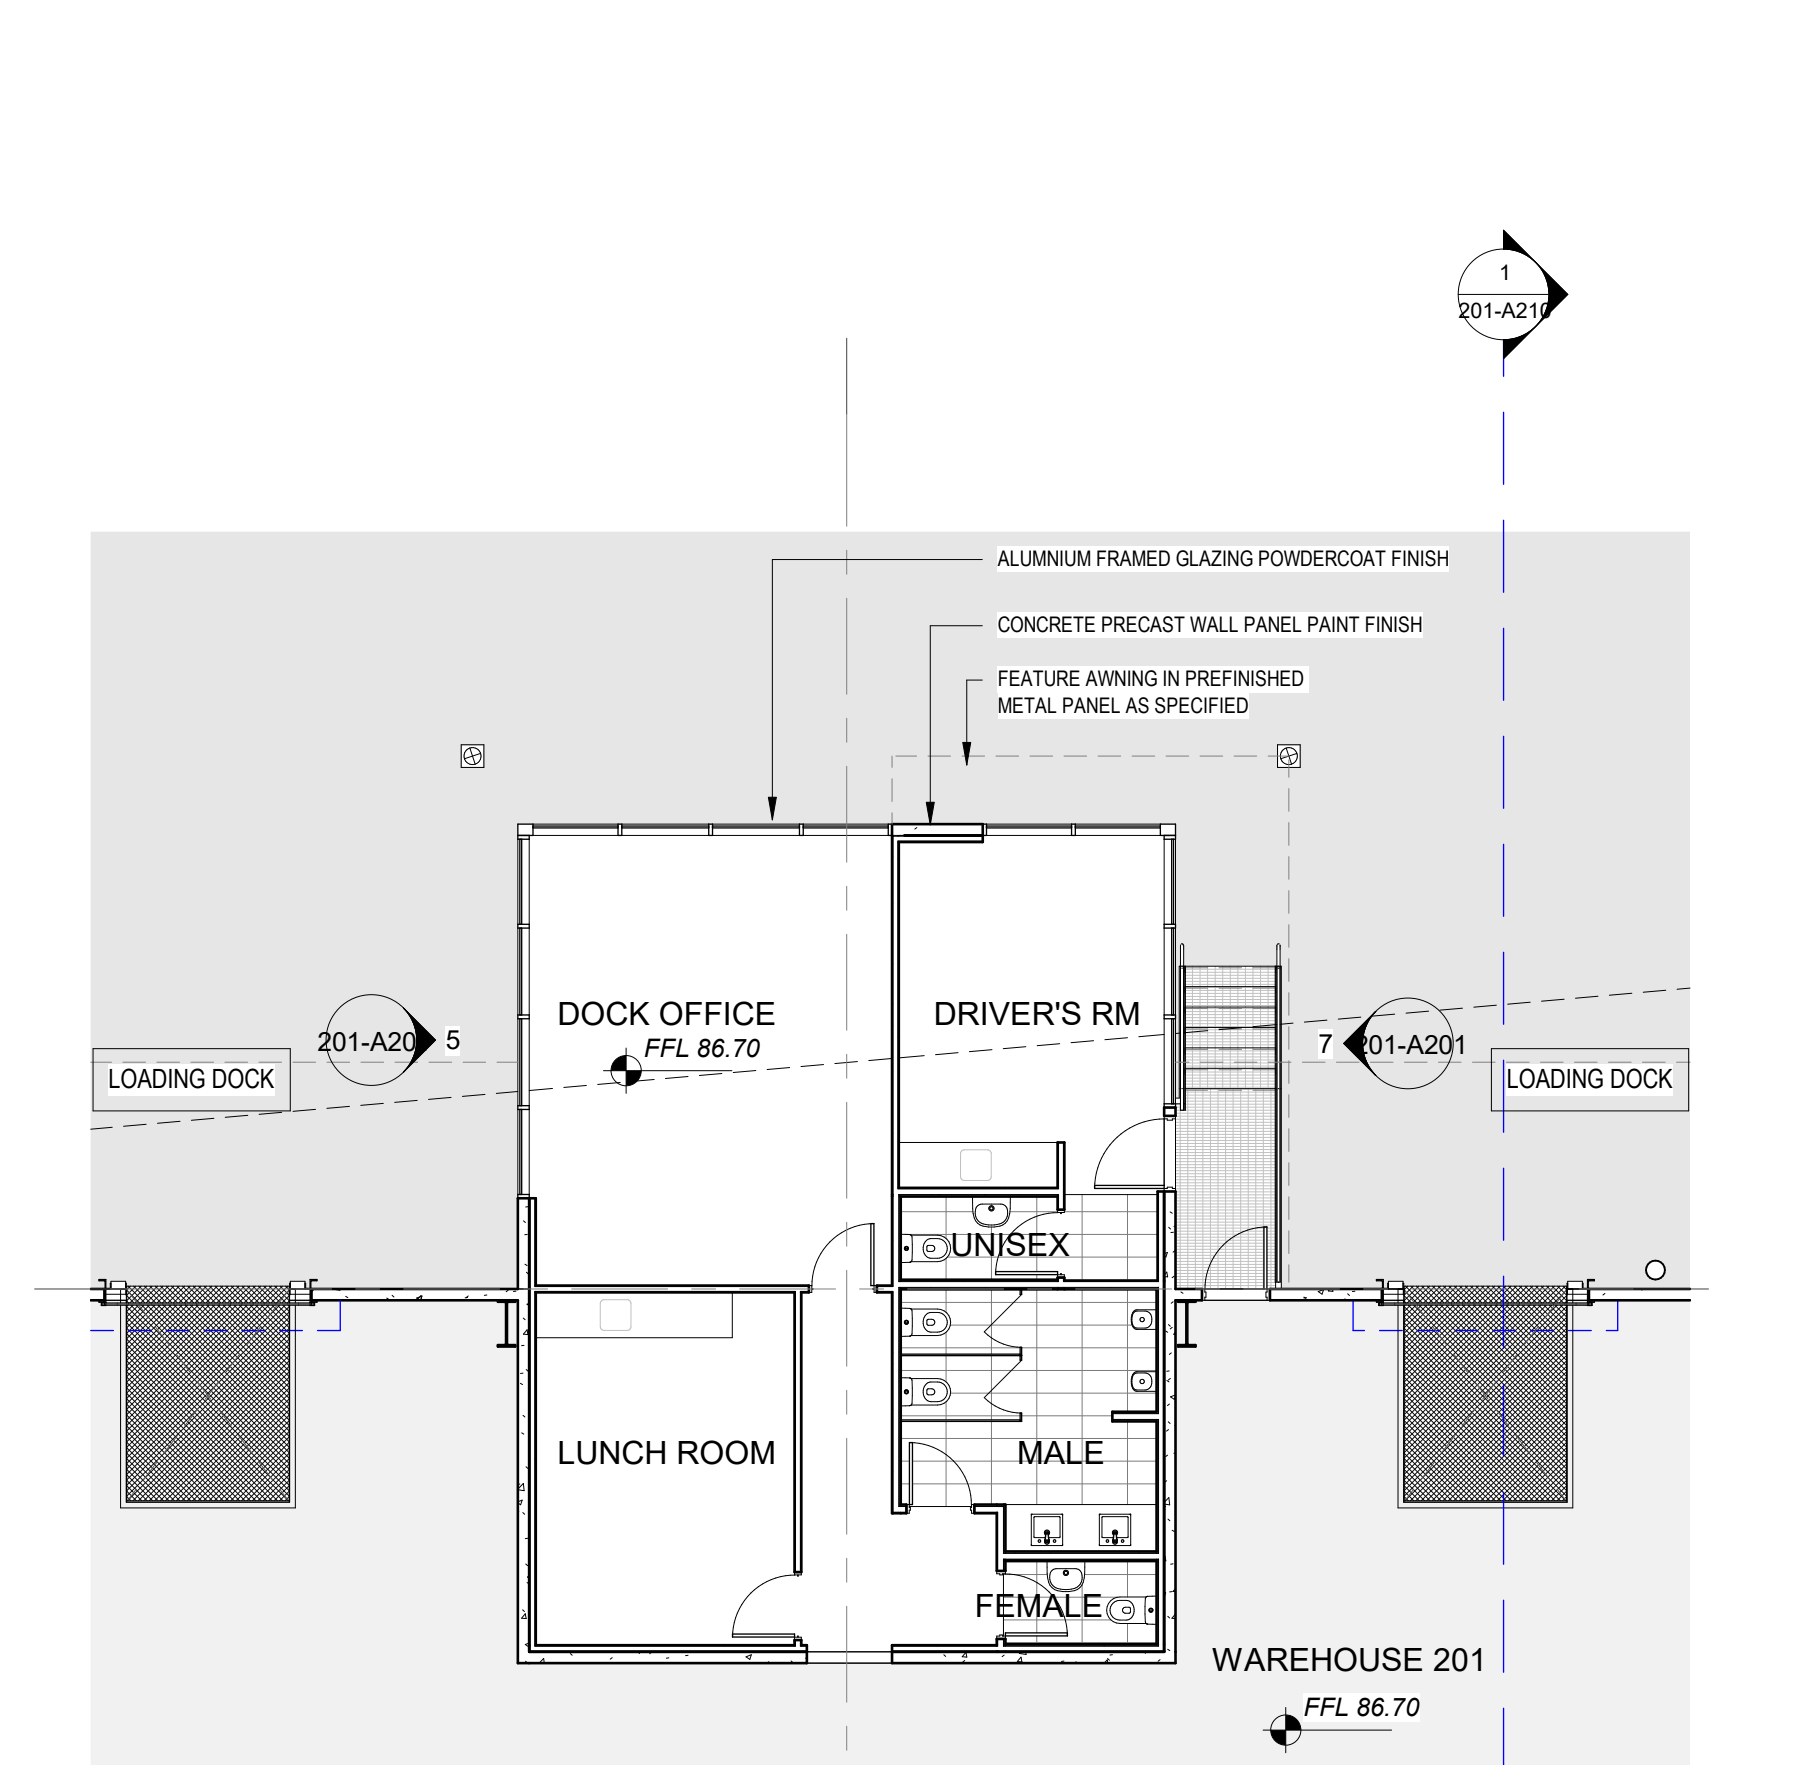 1
201-A210
ALUMNIUM FRAMED GLAZING POWDERCOAT FINISH
CONCRETE PRECAST WALL PANEL PAINT FINISH
FEATURE AWNING IN PREFINISHED
METAL PANEL AS SPECIFIED
DOCK OFFICE
FFL 86.70
DRIVER'S RM
201-A20
5
7
201-A201
LOADING DOCK
LOADING DOCK
UNISEX
LUNCH ROOM
MALE
FEMALE
WAREHOUSE 201
FFL 86.70